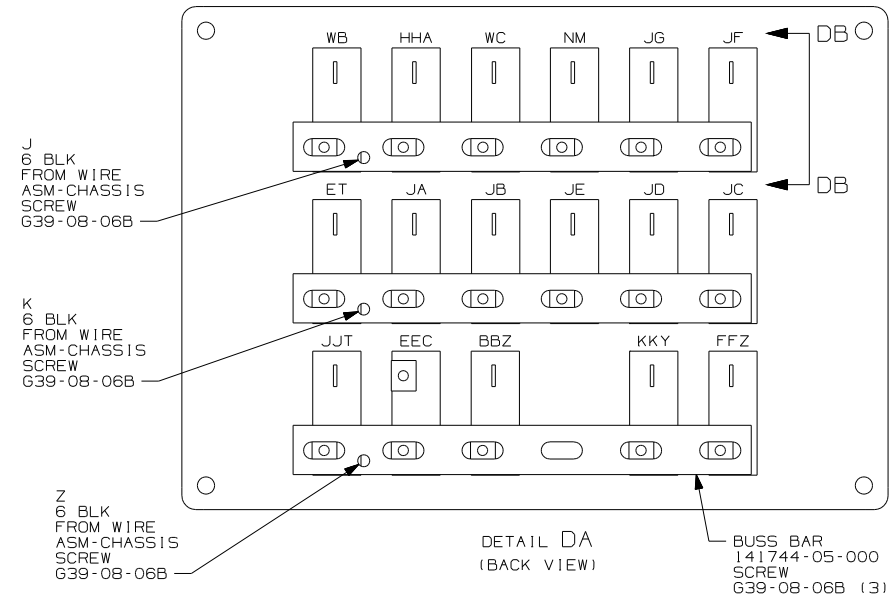 WB HHA WC NM JG JF DB
J
6 BLK
FROM WIRE
ASM-CHASSIS
SCREW
G39-08-06B
DB
ET JA JB JE JD JC
K
6 BLK
FROM WIRE
ASM-CHASSIS
SCREW
G39-08-06B
JJT EEC BBZ KKY FFZ
Z
6 BLK
FROM WIRE
ASM-CHASSIS
SCREW
G39-08-06B
DETAIL DA
(BACK VIEW)
BUSS BAR
141744-05-000
SCREW
G39-08-06B (3)